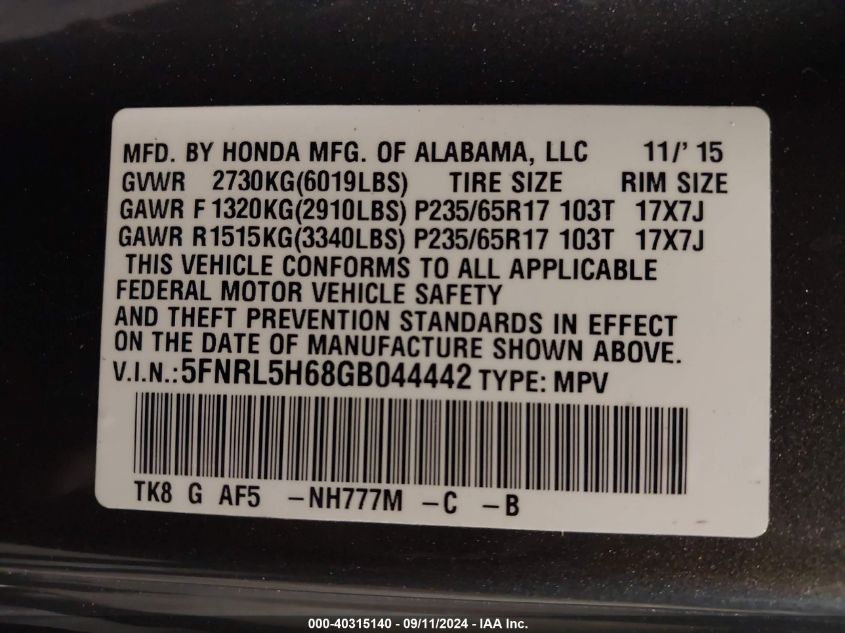 MFD. BY HONDA MFG. OF ALABAMA, LLC 11/' 15
GVWR 2730KG(6019LBS) TIRE SIZE RIM SIZE
GAWR F 1320KG(2910LBS) P235/65R17 103T 17X7J
GAWR R1515KG(3340LBS) P235/65R17 103T 17X7J
THIS VEHICLE CONFORMS TO ALL APPLICABLE
FEDERAL MOTOR VEHICLE SAFETY
AND THEFT PREVENTION STANDARDS IN EFFECT
ON THE DATE OF MANUFACTURE SHOWN ABOVE.
V.I.N.:5FNRL5H68GB044442 TYPE: MPV
TK8 G AF5 –NH777M –C –B
000-40315140 - 09/11/2024 - IAA Inc.